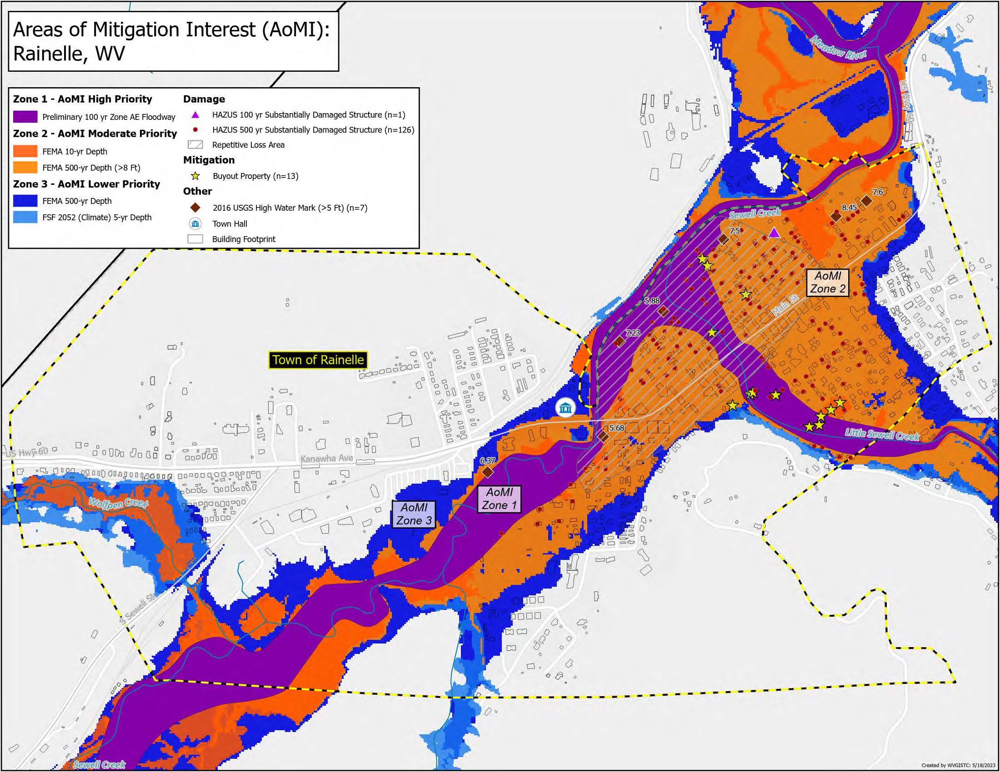 Areas of Mitigation Interest (AoMI):
Rainelle, WV
Zone 1 - AoMI High Priority
Preliminary 100 yr Zone AE Floodway
Zone 2 - AoMI Moderate Priority
FEMA 10-yr Depth
FEMA 500-yr Depth (>8 Ft)
Zone 3 - AoMI Lower Priority
FEMA 500-yr Depth
FSF 2052 (Climate) 5-yr Depth
Damage
HAZUS 100 yr Substantially Damaged Structure (n=1)
HAZUS 500 yr Substantially Damaged Structure (n=126)
Repetitive Loss Area
Mitigation
Buyout Property (n=13)
Other
2016 USGS High Water Mark (>5 Ft) (n=7)
Town Hall
Building Footprint
Meadow River
US Hwy 60
7.6
8.45
Sewell Creek
7.5
AoMI
Zone 2
Main St
5.88
7.23
Town of Rainelle
5.68
Little Sewell Creek
US Hwy 60
Kanawha Ave
6.37
AoMI
Zone 1
AoMI
Zone 3
Wolfpen Creek
S Sewell St
Sewell Creek
Created by WVGISTC: 5/18/2023